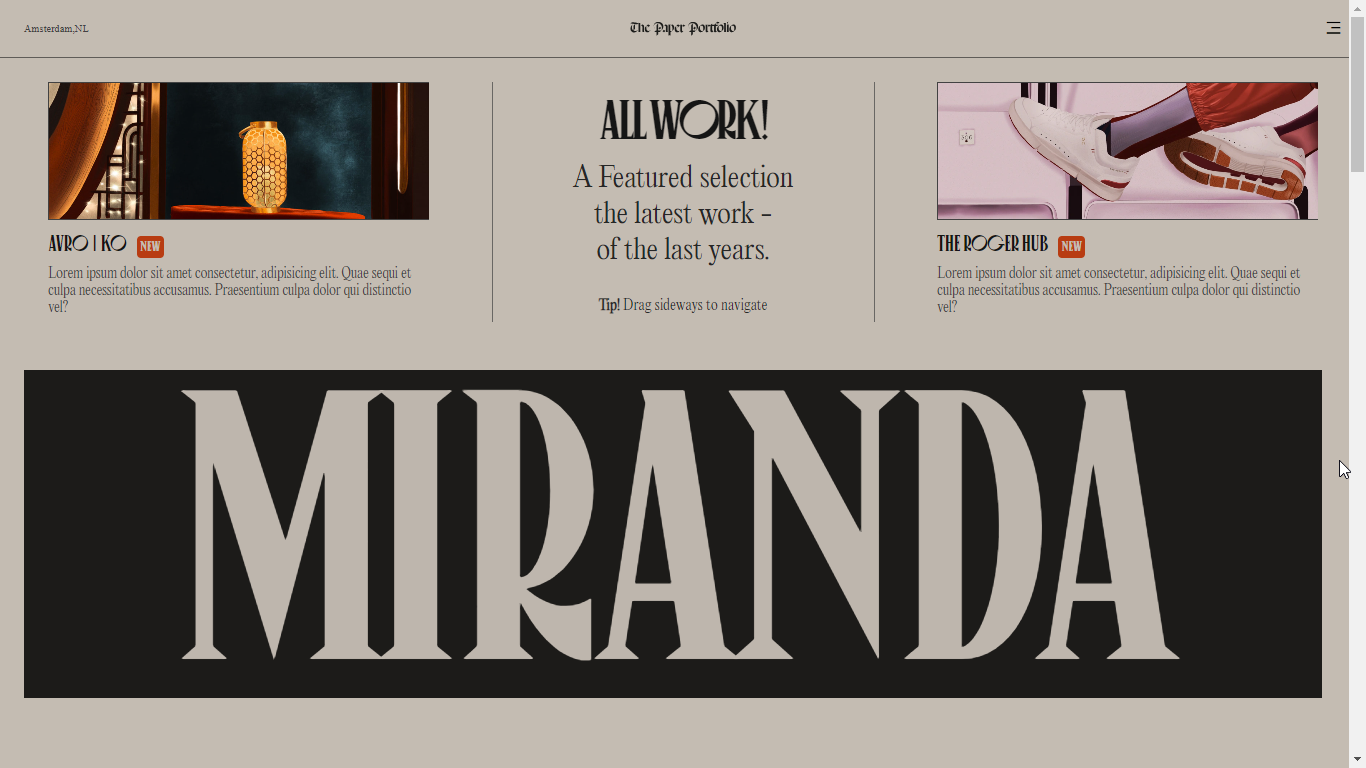 Amsterdam,NL
The Paper Portfolio
AVRO | KO NEW
Lorem ipsum dolor sit amet consectetur, adipisicing elit. Quae sequi et
culpa necessitatibus accusamus. Praesentium culpa dolor qui distinctio
vel?
ALL WORK!
A Featured selection
the latest work -
of the last years.
Tip! Drag sideways to navigate
THE ROGER HUB NEW
Lorem ipsum dolor sit amet consectetur, adipisicing elit. Quae sequi et
culpa necessitatibus accusamus. Praesentium culpa dolor qui distinctio
vel?
MIRANDA